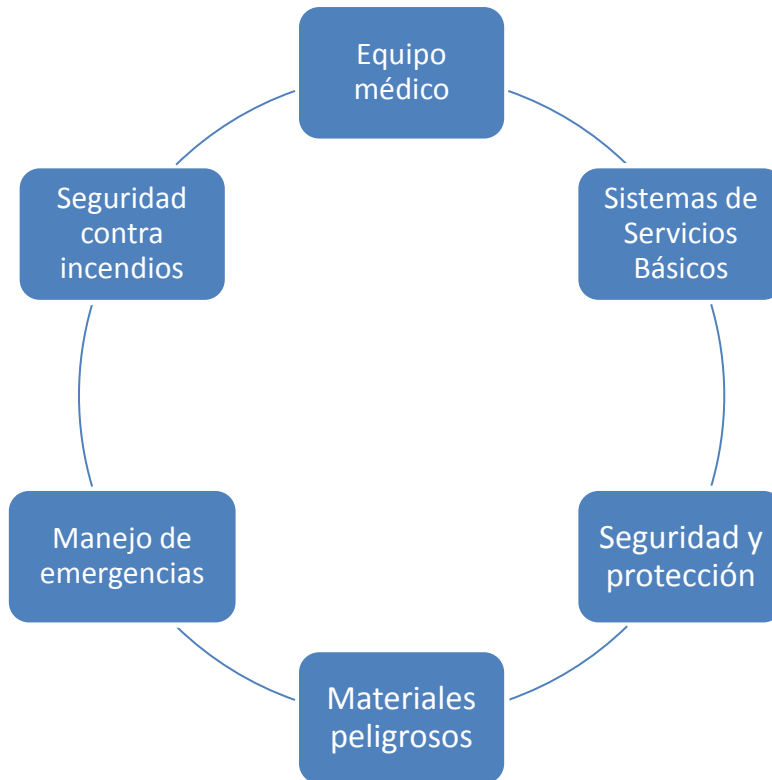 Equipo
médico
Sistemas de
Servicios
Básicos
Seguridad y
protección
Materiales
peligrosos
Manejo de
emergencias
Seguridad
contra
incendios